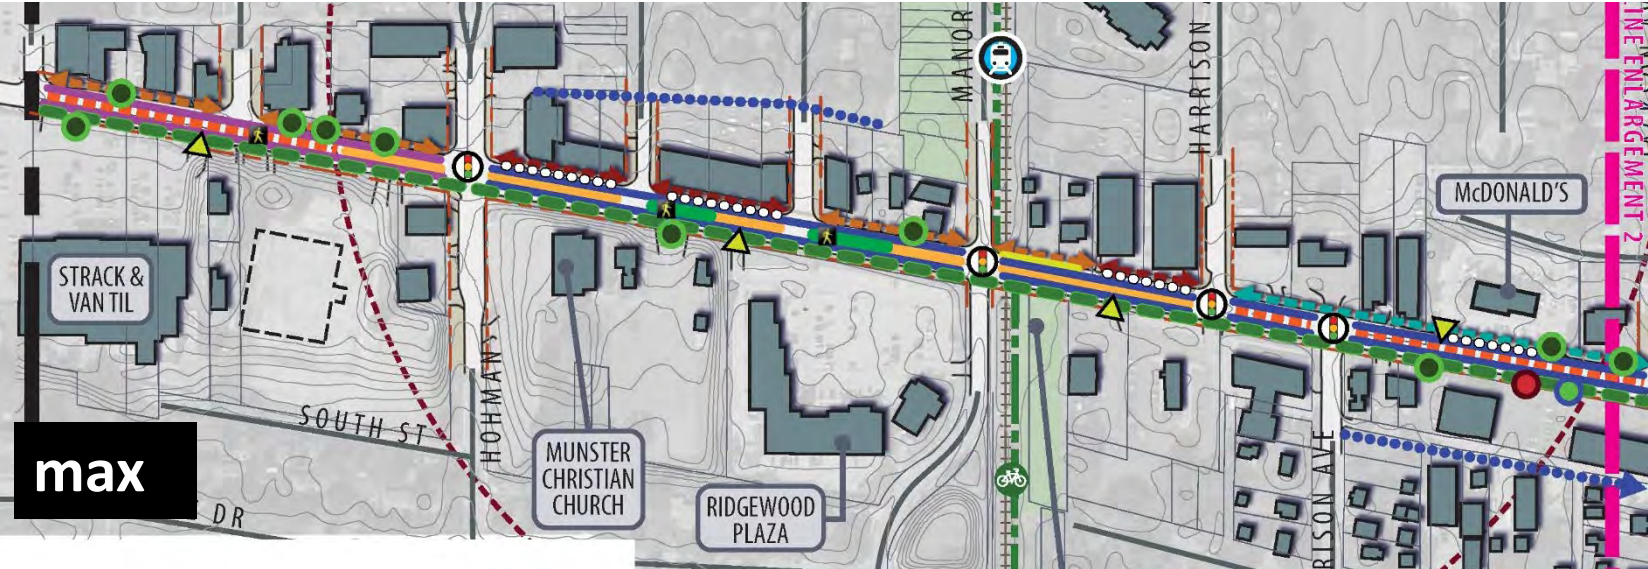 MANOR
HARRISON
TNE ENLARGEMENT 2
McDONALD'S
STRACK &
VAN TIL
HOHMAN S
SOUTH ST
MUNSTER
CHRISTIAN
CHURCH
RIDGEWOOD
PLAZA
RISON AVE
max
DR